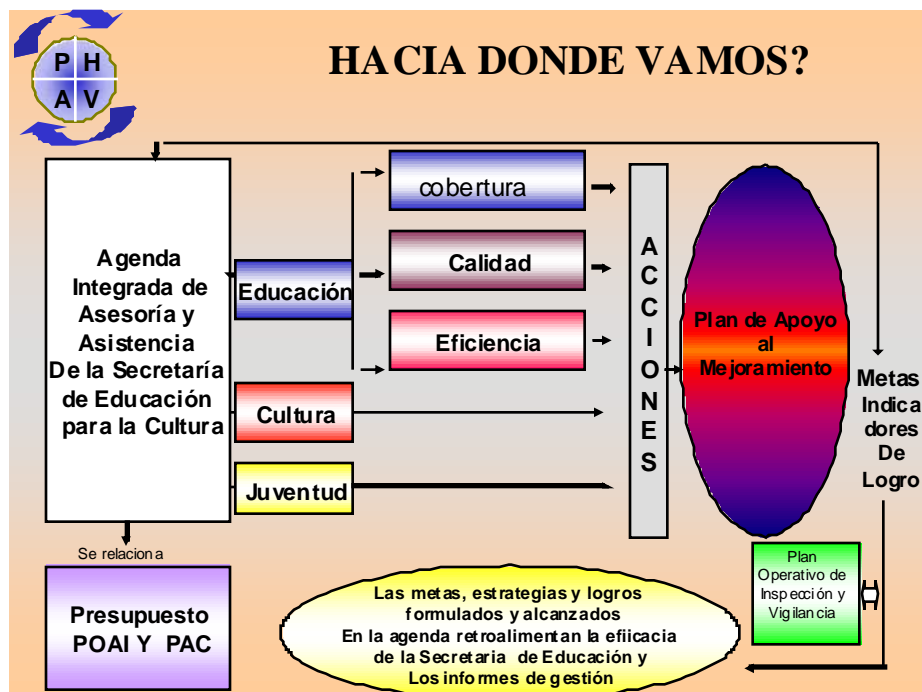 P H
A V
HACIA DONDE VAMOS?
Agenda
Integrada de
Asesoría y
Asistencia
De la Secretaría
de Educación
para la Cultura
Educación
Cultura
Juventud
cobertura
Calidad
Eficiencia
A
C
C
I
O
N
E
S
Plan de Apoyo
al
Mejoramiento
Metas
Indica
dores
De
Logro
Se relaciona
Presupuesto
POAI Y PAC
Las metas, estrategias y logros
formulados y alcanzados
En la agenda retroalimentan la efiicacia
de la Secretaria de Educación y
Los informes de gestión
Plan
Operativo de
Inspección y
Vigilancia